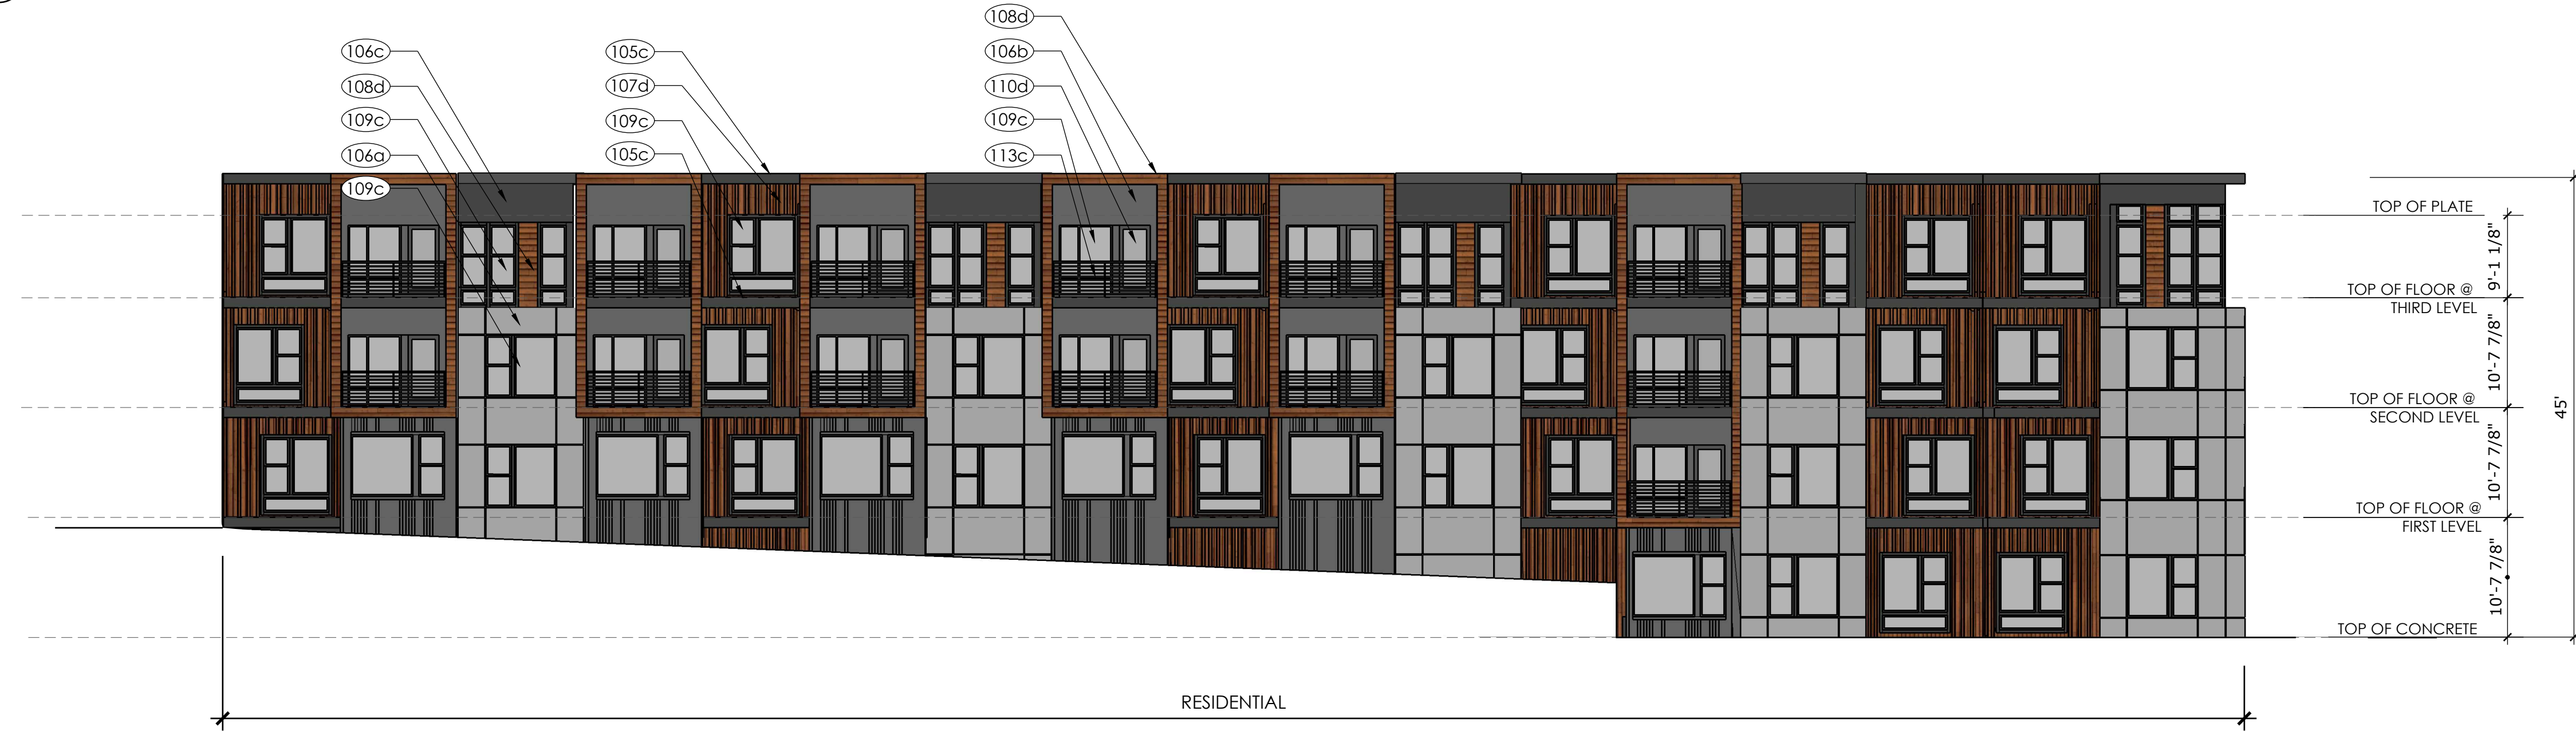 108d
106c
105c
106b
108d
107d
110d
109c
109c
109c
106a
105c
113c
109c
TOP OF PLATE
9'-1 1/8"
TOP OF FLOOR @
THIRD LEVEL
10'-7 7/8"
TOP OF FLOOR @
SECOND LEVEL
45'
10'-7 7/8"
TOP OF FLOOR @
FIRST LEVEL
10'-7 7/8"
TOP OF CONCRETE
RESIDENTIAL